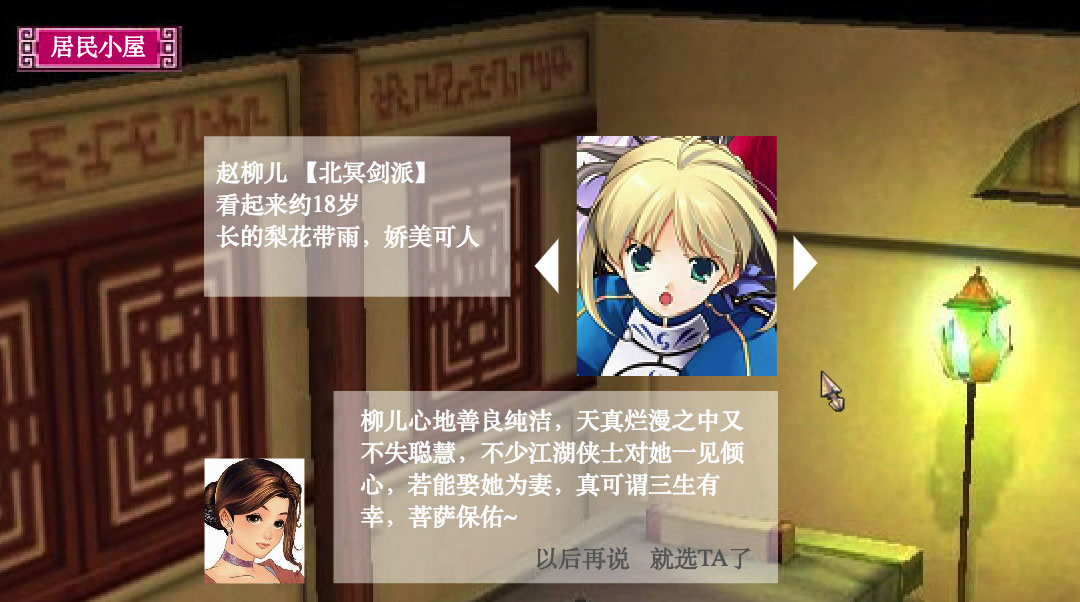 居民小屋
赵柳儿 【北冥剑派】
看起来约18岁
长的梨花带雨，娇美可人
柳儿心地善良纯洁，天真烂漫之中又
不失聪慧，不少江湖侠士对她一见倾
心，若能娶她为妻，真可谓三生有
幸，菩萨保佑~
以后再说 就选TA了